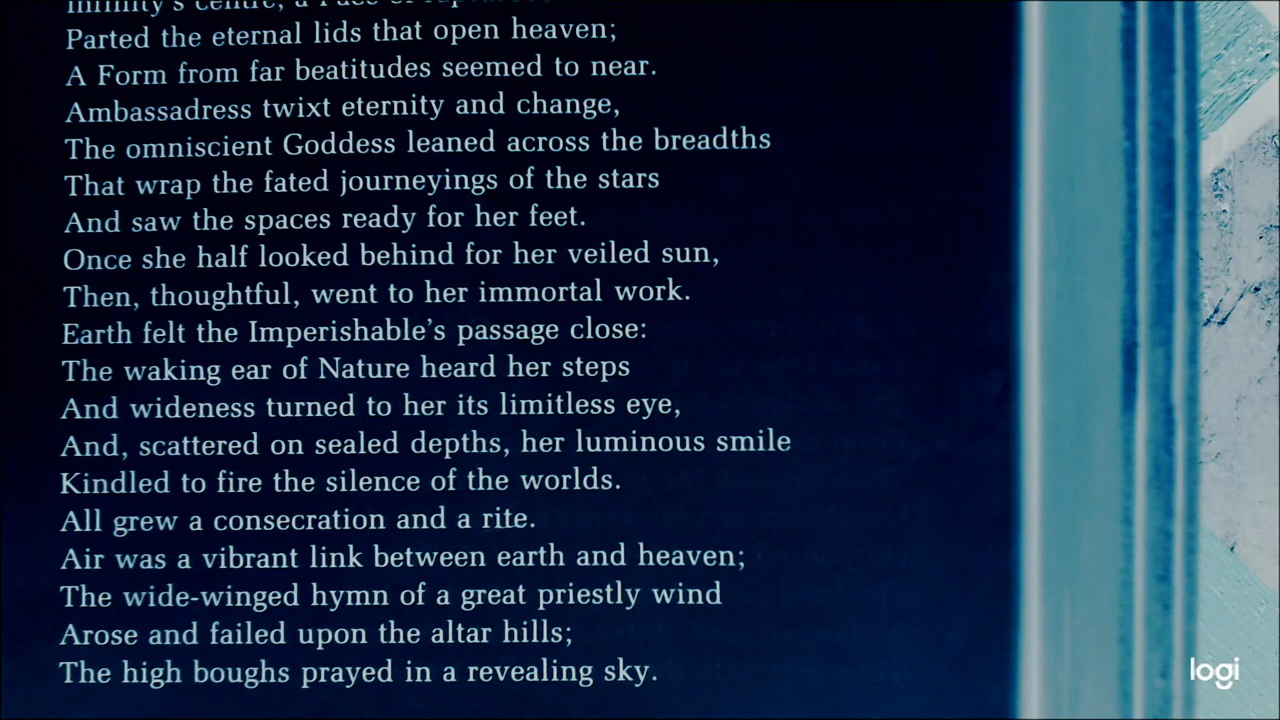 Infinity's centre, a Face of rapturous
Parted the eternal lids that open heaven;
A Form from far beatitudes seemed to near.
Ambassadress twixt eternity and change,
The omniscient Goddess leaned across the breadths
That wrap the fated journeyings of the stars
And saw the spaces ready for her feet.
Once she half looked behind for her veiled sun,
Then, thoughtful, went to her immortal work.
Earth felt the Imperishable's passage close:
The waking ear of Nature heard her steps
And wideness turned to her its limitless eye,
And, scattered on sealed depths, her luminous smile
Kindled to fire the silence of the worlds.
All grew a consecration and a rite.
Air was a vibrant link between earth and heaven;
The wide-winged hymn of a great priestly wind
Arose and failed upon the altar hills;
The high boughs prayed in a revealing sky.
logi